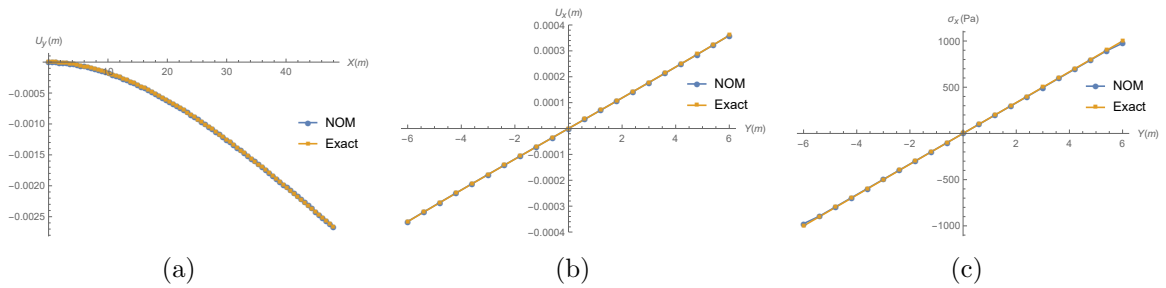 U_y(m)
10 20 30 40 X(m)
-0.0005
-0.0010
-0.0015
-0.0020
-0.0025
NOM
Exact
(a)
U_x(m)
0.0004
0.0003
0.0002
0.0001
-6 -4 -2 2 4 6 Y(m)
-0.0001
-0.0002
-0.0003
-0.0004
NOM
Exact
(b)
σ_x(Pa)
1000
500
-6 -4 -2 2 4 6 Y(m)
-500
-1000
NOM
Exact
(c)